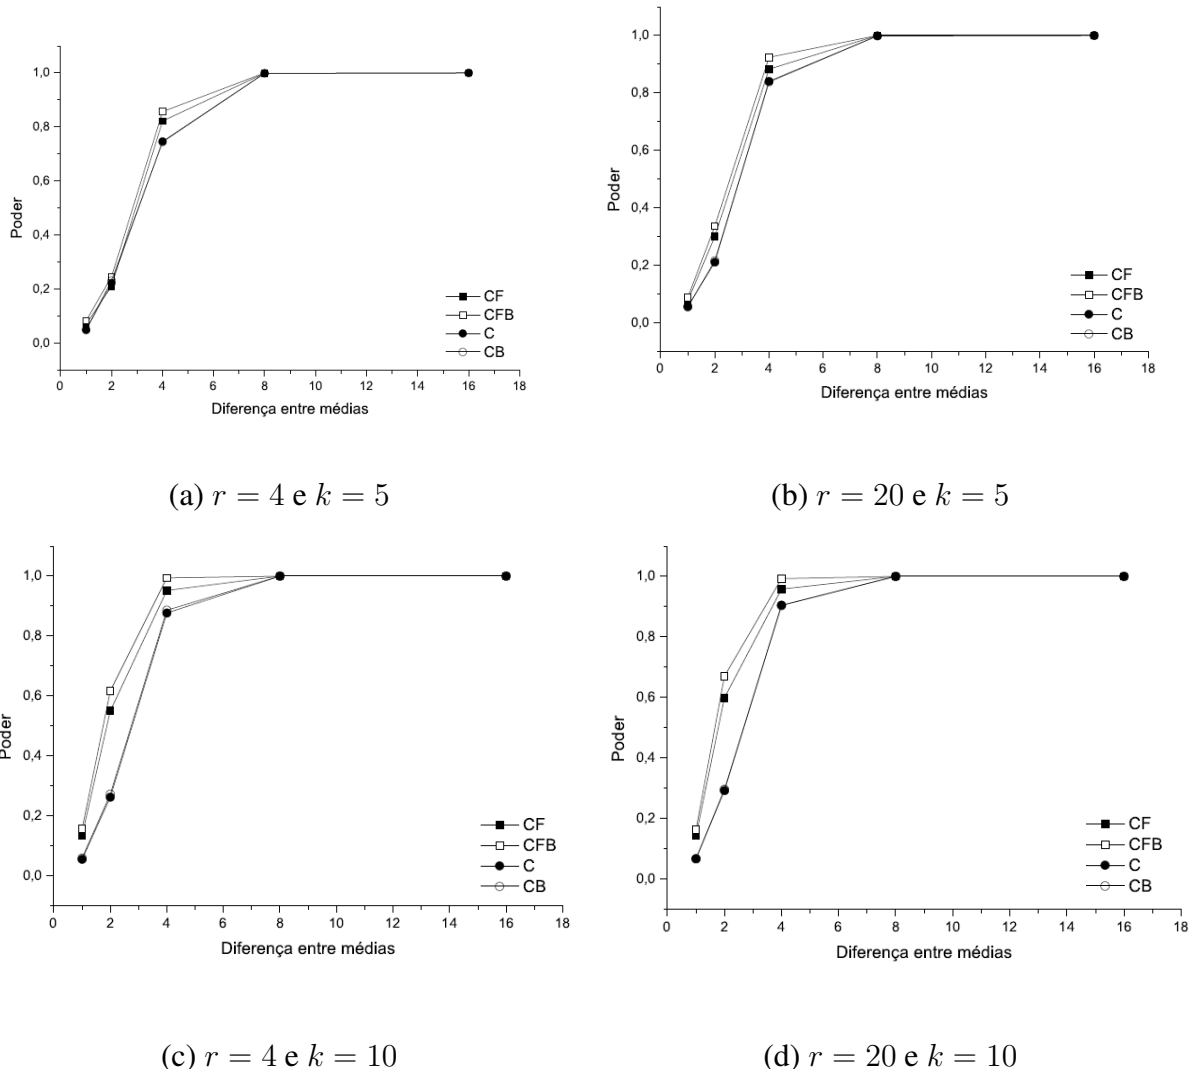 1,0
0,8
0,6
0,4
0,2
0,0
Poder
CF
CFB
C
CB
0 2 4 6 8 10 12 14 16 18
Diferença entre médias
(a) r = 4 e k = 5
1,0
0,8
0,6
0,4
0,2
0,0
Poder
CF
CFB
C
CB
0 2 4 6 8 10 12 14 16 18
Diferença entre médias
(b) r = 20 e k = 5
1,0
0,8
0,6
0,4
0,2
0,0
Poder
CF
CFB
C
CB
0 2 4 6 8 10 12 14 16 18
Diferença entre médias
(c) r = 4 e k = 10
1,0
0,8
0,6
0,4
0,2
0,0
Poder
CF
CFB
C
CB
0 2 4 6 8 10 12 14 16 18
Diferença entre médias
(d) r = 20 e k = 10